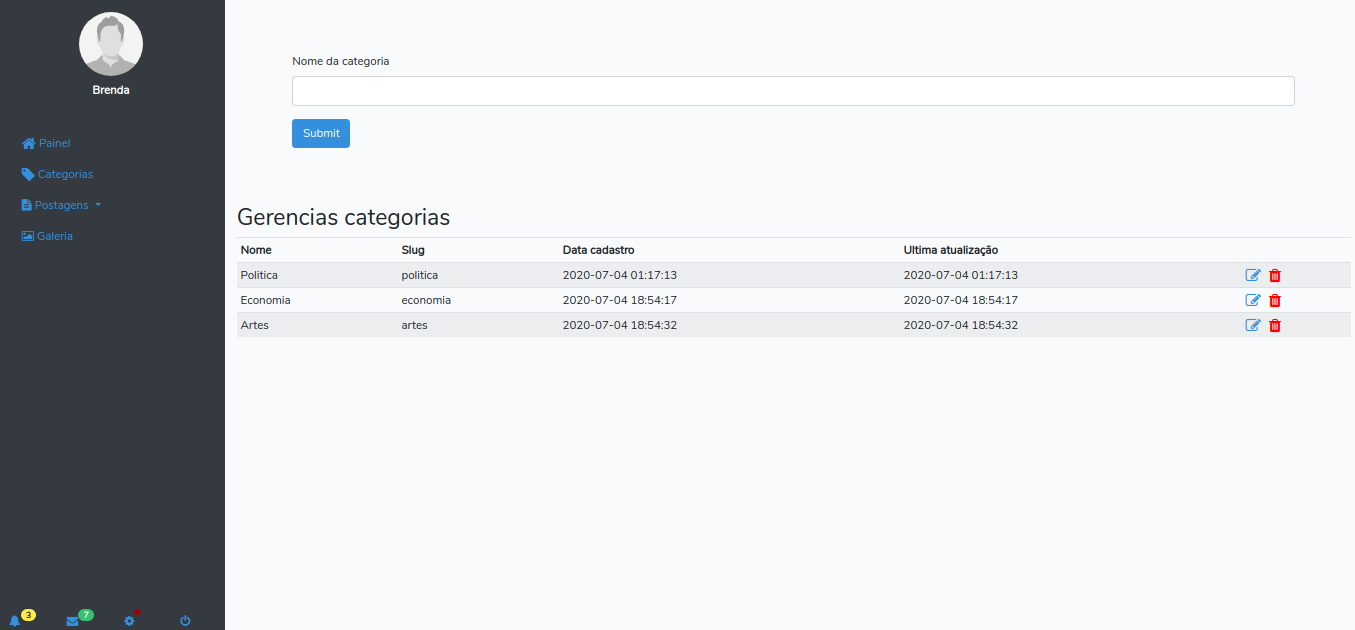 Brenda
Painel
Categorias
Postagens
Galeria
3 7
Nome da categoria
Submit
Gerencias categorias
Nome Slug Data cadastro Ultima atualização
Politica politica 2020-07-04 01:17:13 2020-07-04 01:17:13
Economia economia 2020-07-04 18:54:17 2020-07-04 18:54:17
Artes artes 2020-07-04 18:54:32 2020-07-04 18:54:32